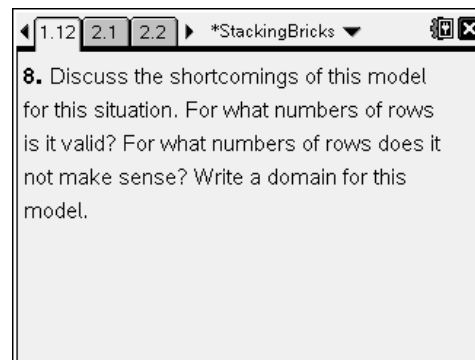 1.12 2.1 2.2 *StackingBricks
8. Discuss the shortcomings of this model
for this situation. For what numbers of rows
is it valid? For what numbers of rows does it
not make sense? Write a domain for this
model.